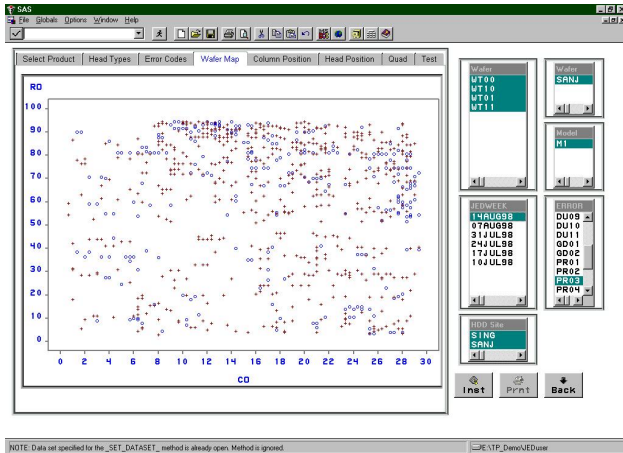 SAS
File Globals Options Window Help
Select Product Head Types Error Codes Wafer Map Column Position Head Position Quad Test
RO
100
90
80
70
60
50
40
30
20
10
0
0 2 4 6 8 10 12 14 16 18 20 22 24 26 28 30
CO
Wafer
WT00
WT10
WT01
WT11
Wafer
SANJ
Model
M1
JEDWEEK
14AUG98
07AUG98
31JUL98
24JUL98
17JUL98
10JUL98
ERROR
DU09
DU10
DU11
GD01
GD02
PR01
PR02
PR03
PR04
HDD Site
SING
SANJ
Inst Prnt Back
NOTE: Data set specified for the _SET_DATASET_ method is already open. Method is ignored.
E:\TP_Demo\JEDuser